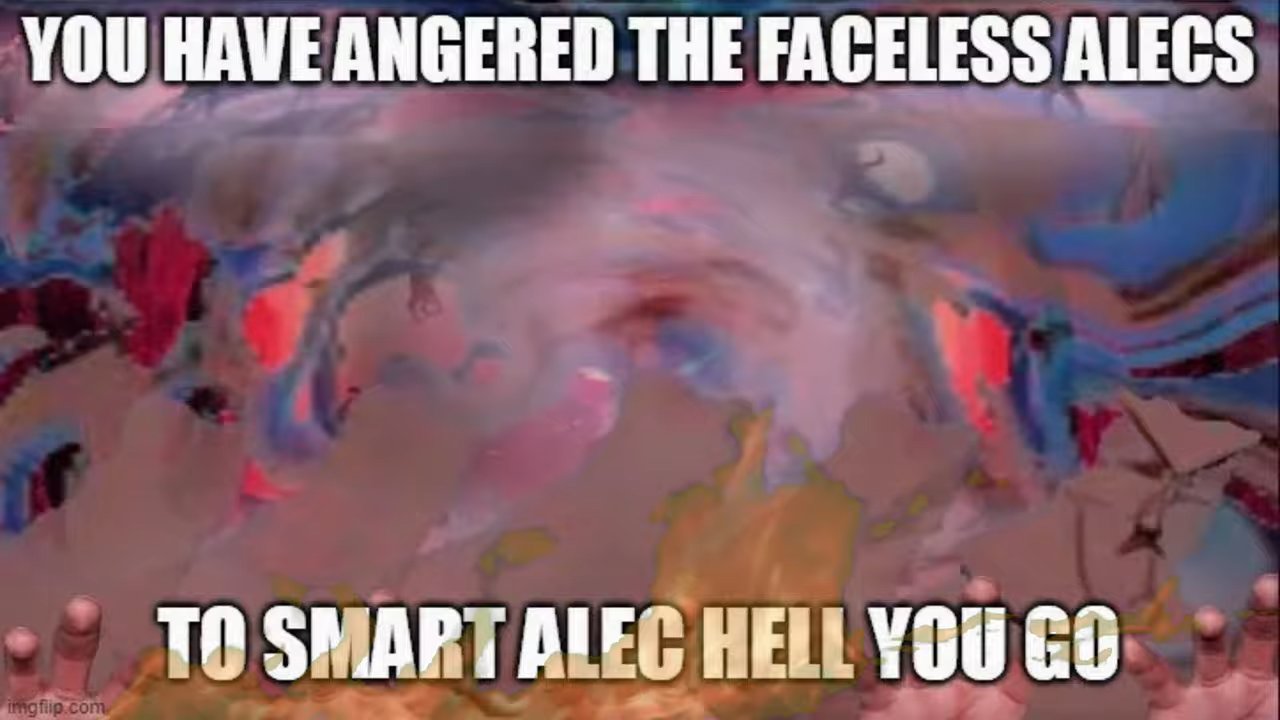 YOU HAVE ANGERED THE FACELESS ALECS
TO SMART ALEC HELL YOU GO
imgflip.com